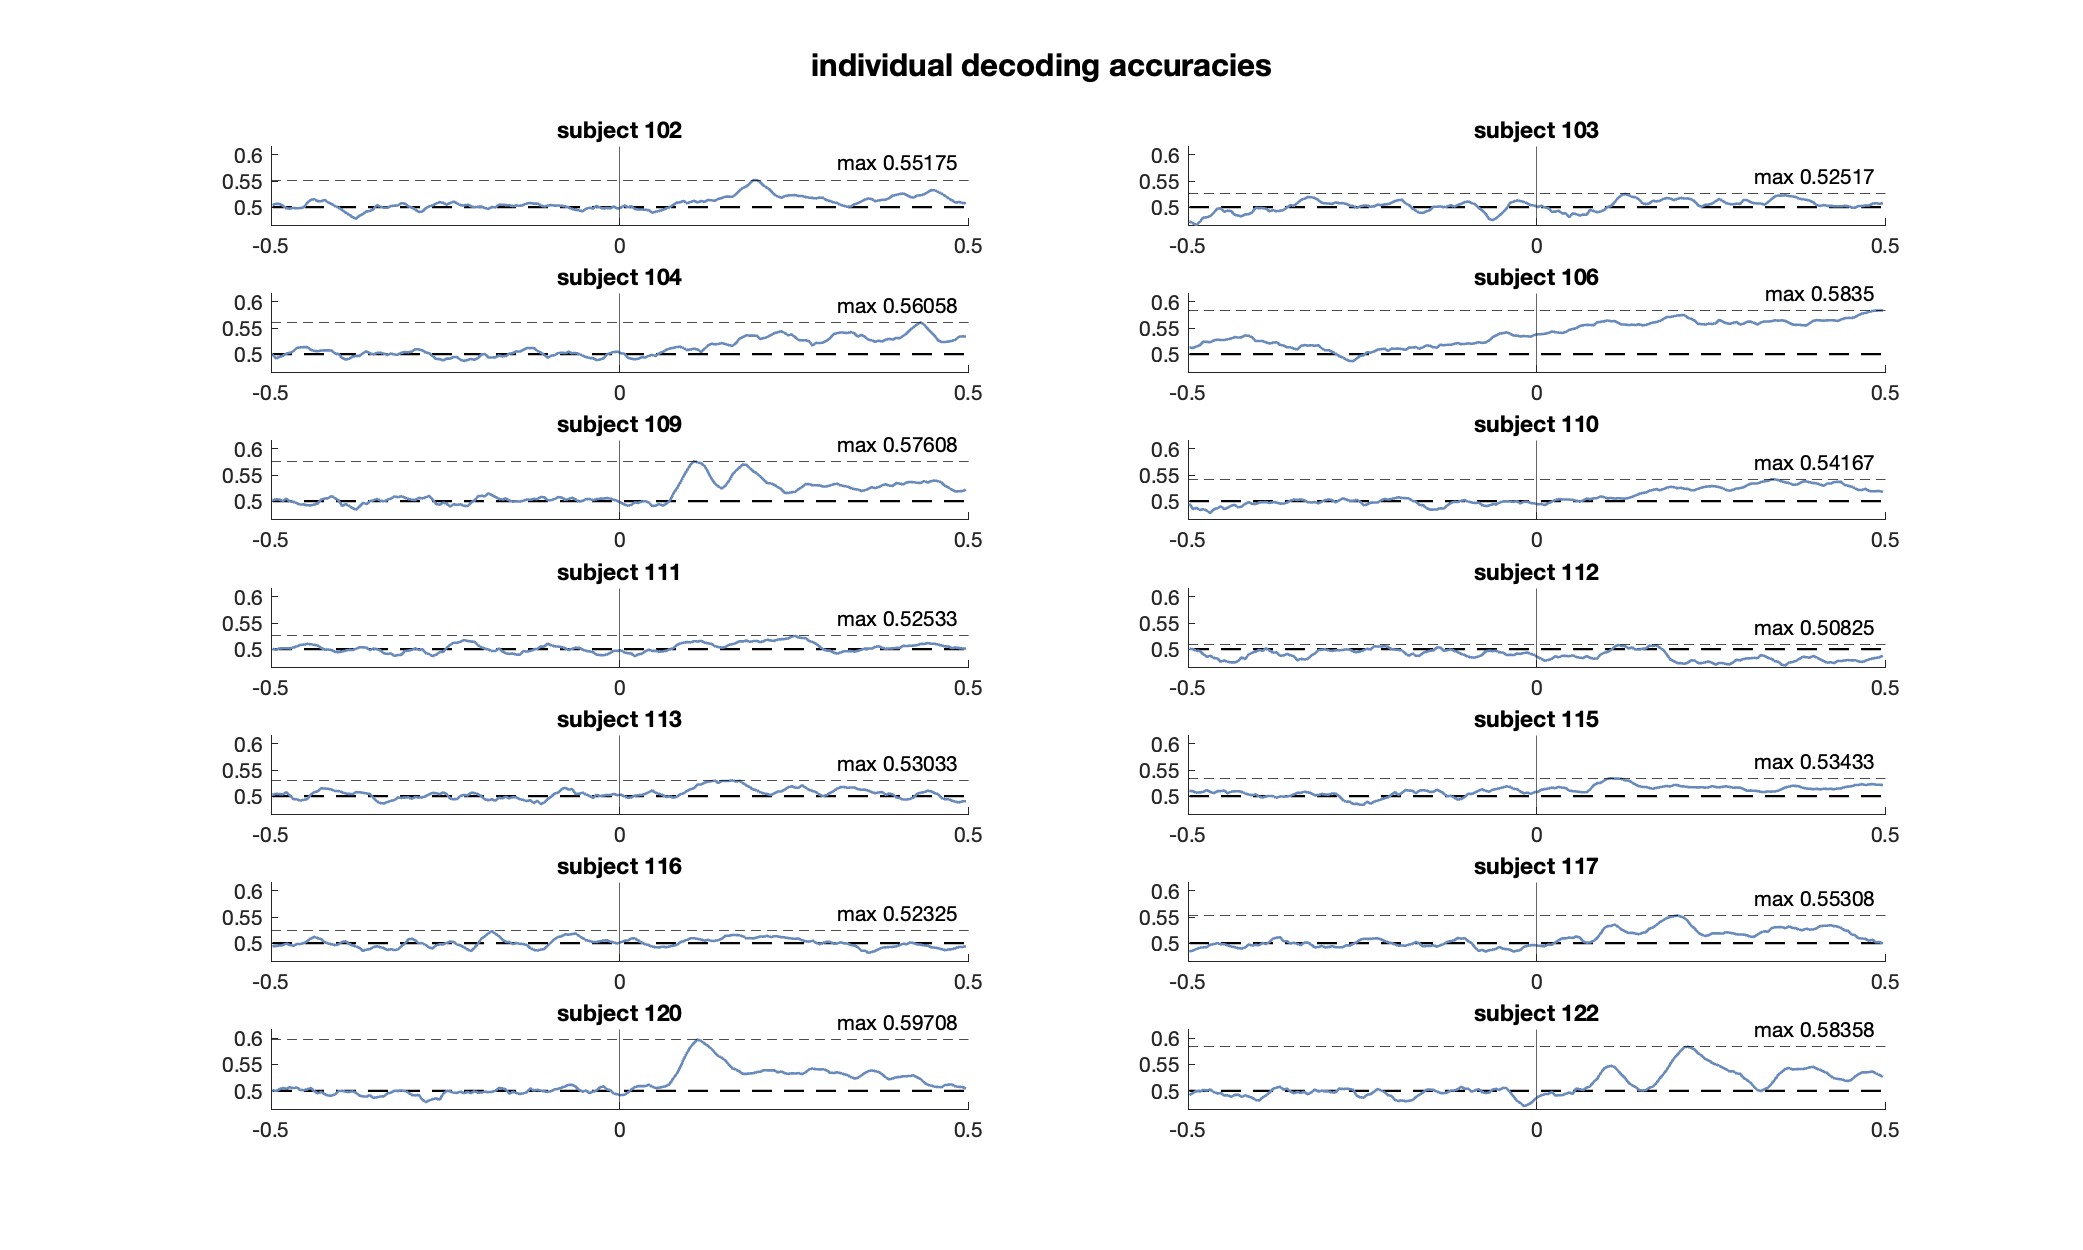 individual decoding accuracies
subject 102
max 0.55175
0.6
0.55
0.5
-0.5 0 0.5
subject 103
max 0.52517
0.6
0.55
0.5
-0.5 0 0.5
subject 104
max 0.56058
0.6
0.55
0.5
-0.5 0 0.5
subject 106
max 0.5835
0.6
0.55
0.5
-0.5 0 0.5
subject 109
max 0.57608
0.6
0.55
0.5
-0.5 0 0.5
subject 110
max 0.54167
0.6
0.55
0.5
-0.5 0 0.5
subject 111
max 0.52533
0.6
0.55
0.5
-0.5 0 0.5
subject 112
max 0.50825
0.6
0.55
0.5
-0.5 0 0.5
subject 113
max 0.53033
0.6
0.55
0.5
-0.5 0 0.5
subject 115
max 0.53433
0.6
0.55
0.5
-0.5 0 0.5
subject 116
max 0.52325
0.6
0.55
0.5
-0.5 0 0.5
subject 117
max 0.55308
0.6
0.55
0.5
-0.5 0 0.5
subject 120
max 0.59708
0.6
0.55
0.5
-0.5 0 0.5
subject 122
max 0.58358
0.6
0.55
0.5
-0.5 0 0.5